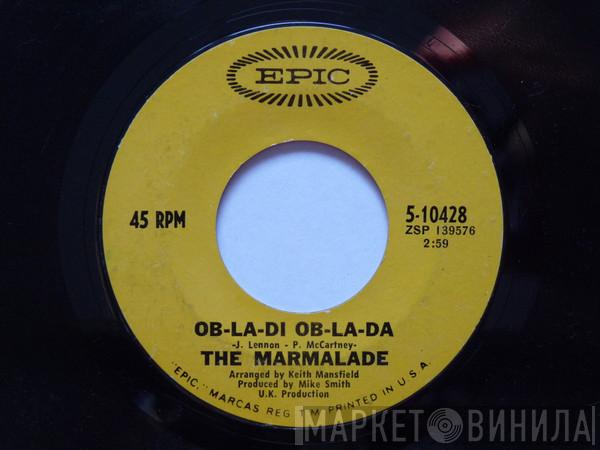 EPIC
45 RPM
5-10428
ZSP 139576
2:59
OB-LA-DI OB-LA-DA
-J. Lennon - P. McCartney-
THE MARMALADE
Arranged by Keith Mansfield
Produced by Mike Smith
U.K. Production
"EPIC," MARCAS REG. T.M. PRINTED IN U.S.A.
МАРКЕТ ВИНИЛА